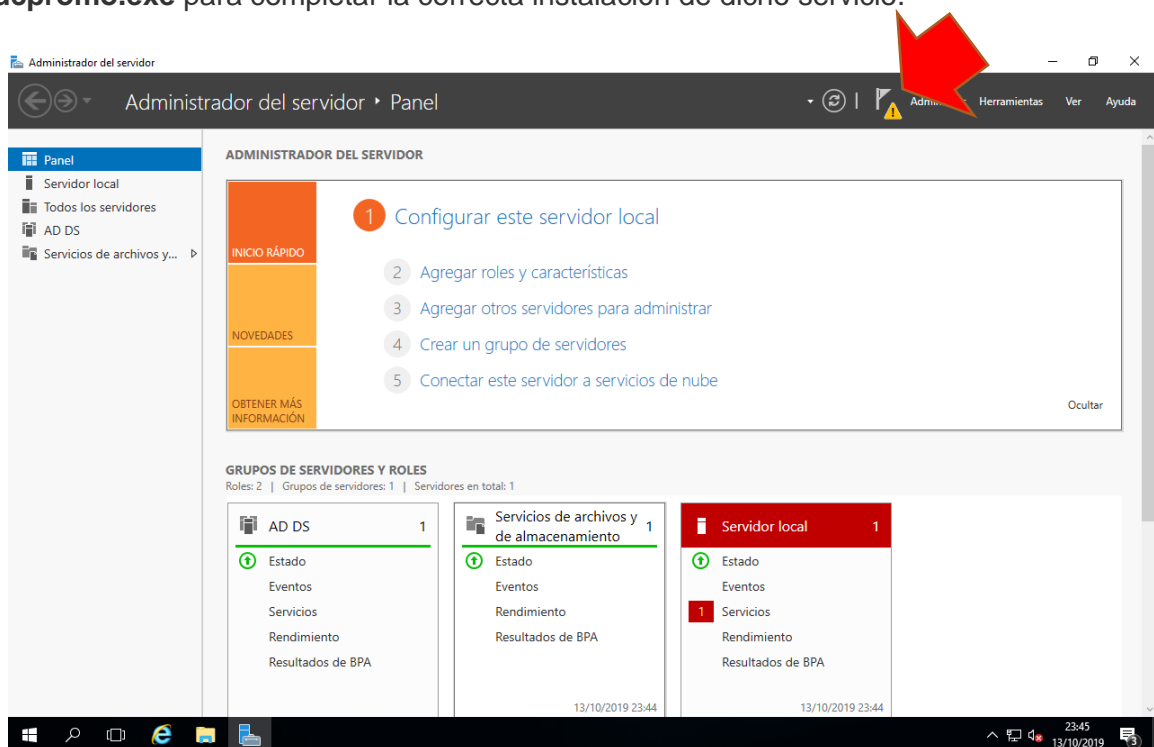 dcpromo.exe para completar la correcta instalación de dicho servicio.
Administrador del servidor
Administrador del servidor • Panel
Herramientas Ver Ayuda
Panel
Servidor local
Todos los servidores
AD DS
Servicios de archivos y...
ADMINISTRADOR DEL SERVIDOR
1 Configurar este servidor local
INICIO RÁPIDO
2 Agregar roles y características
3 Agregar otros servidores para administrar
NOVEDADES
4 Crear un grupo de servidores
5 Conectar este servidor a servicios de nube
OBTENER MÁS
INFORMACIÓN
Ocultar
GRUPOS DE SERVIDORES Y ROLES
Roles: 2 | Grupos de servidores: 1 | Servidores en total: 1
AD DS 1
Estado
Eventos
Servicios
Rendimiento
Resultados de BPA
Servicios de archivos y
de almacenamiento 1
Estado
Eventos
Rendimiento
Resultados de BPA
13/10/2019 23:44
Servidor local 1
Estado
Eventos
1 Servicios
Rendimiento
Resultados de BPA
13/10/2019 23:44
23:45
13/10/2019
3